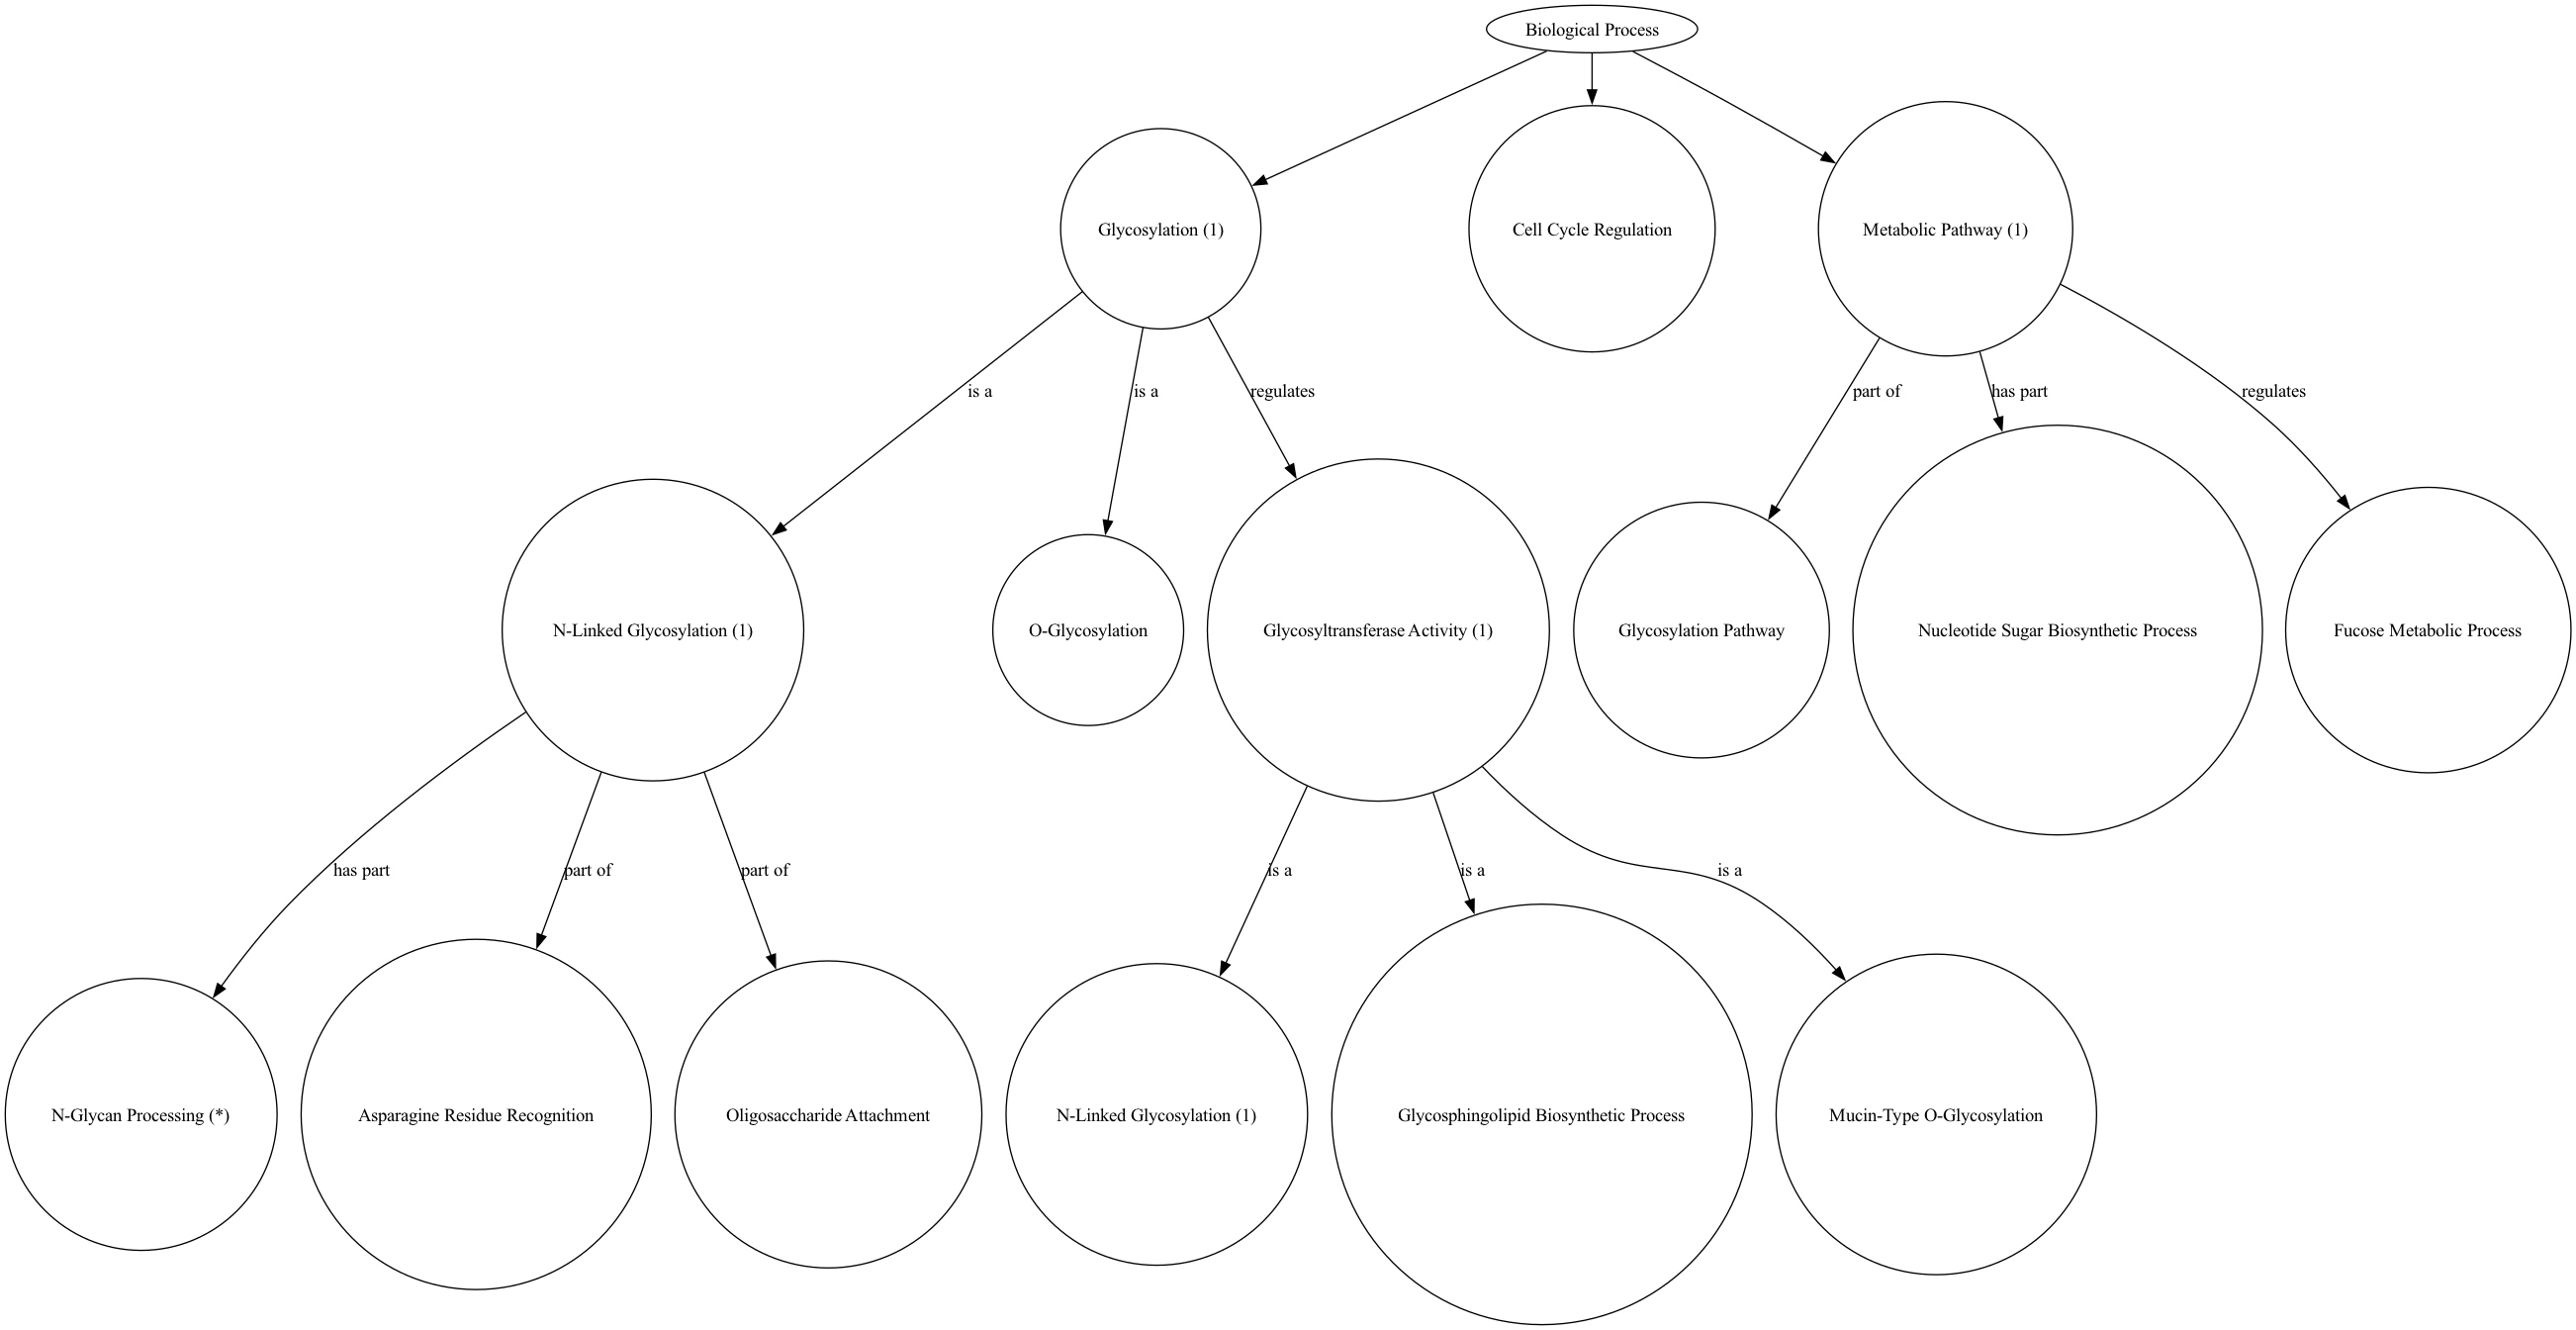 Biological Process
Glycosylation (1)
Cell Cycle Regulation
Metabolic Pathway (1)
is a
is a
regulates
part of
has part
regulates
N-Linked Glycosylation (1)
O-Glycosylation
Glycosyltransferase Activity (1)
Glycosylation Pathway
Nucleotide Sugar Biosynthetic Process
Fucose Metabolic Process
has part
part of
part of
is a
is a
is a
N-Glycan Processing (*)
Asparagine Residue Recognition
Oligosaccharide Attachment
N-Linked Glycosylation (1)
Glycosphingolipid Biosynthetic Process
Mucin-Type O-Glycosylation